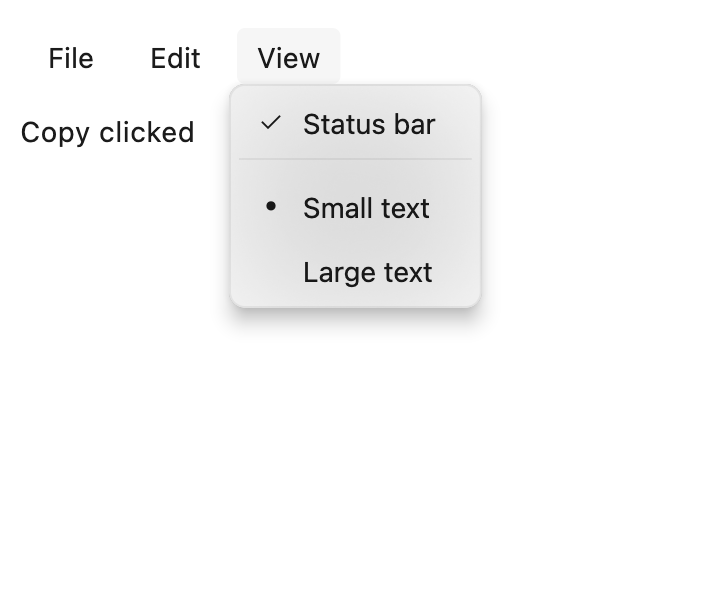 File Edit View
Copy clicked
Status bar
Small text
Large text